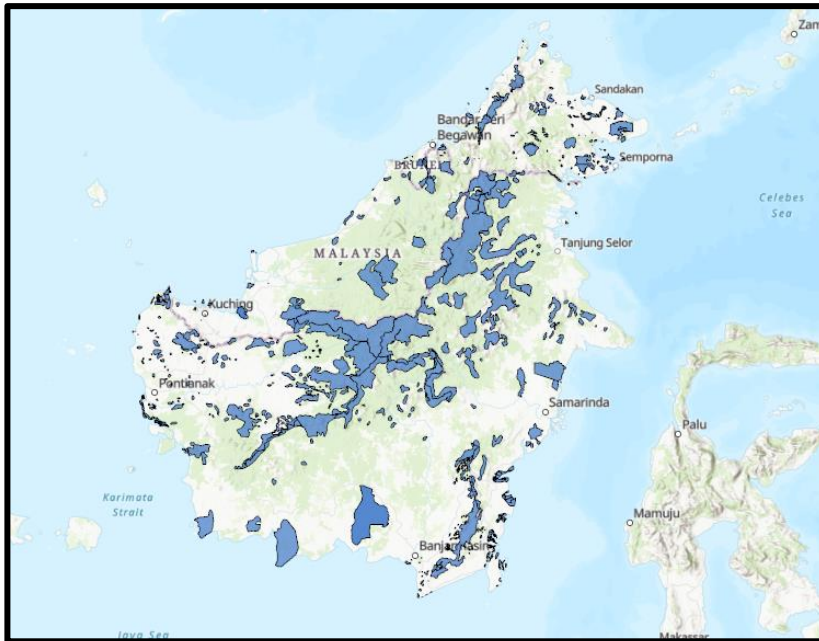 Zam
Sandakan
Bandar Seri
Begawan
BRUNEI
Semporna
Celebes
Sea
Tanjung Selor
MALAYSIA
Kuching
Pontianak
Samarinda
Palu
Karimata
Strait
Mamuju
Banjarmasin
Java Sea
Makassar